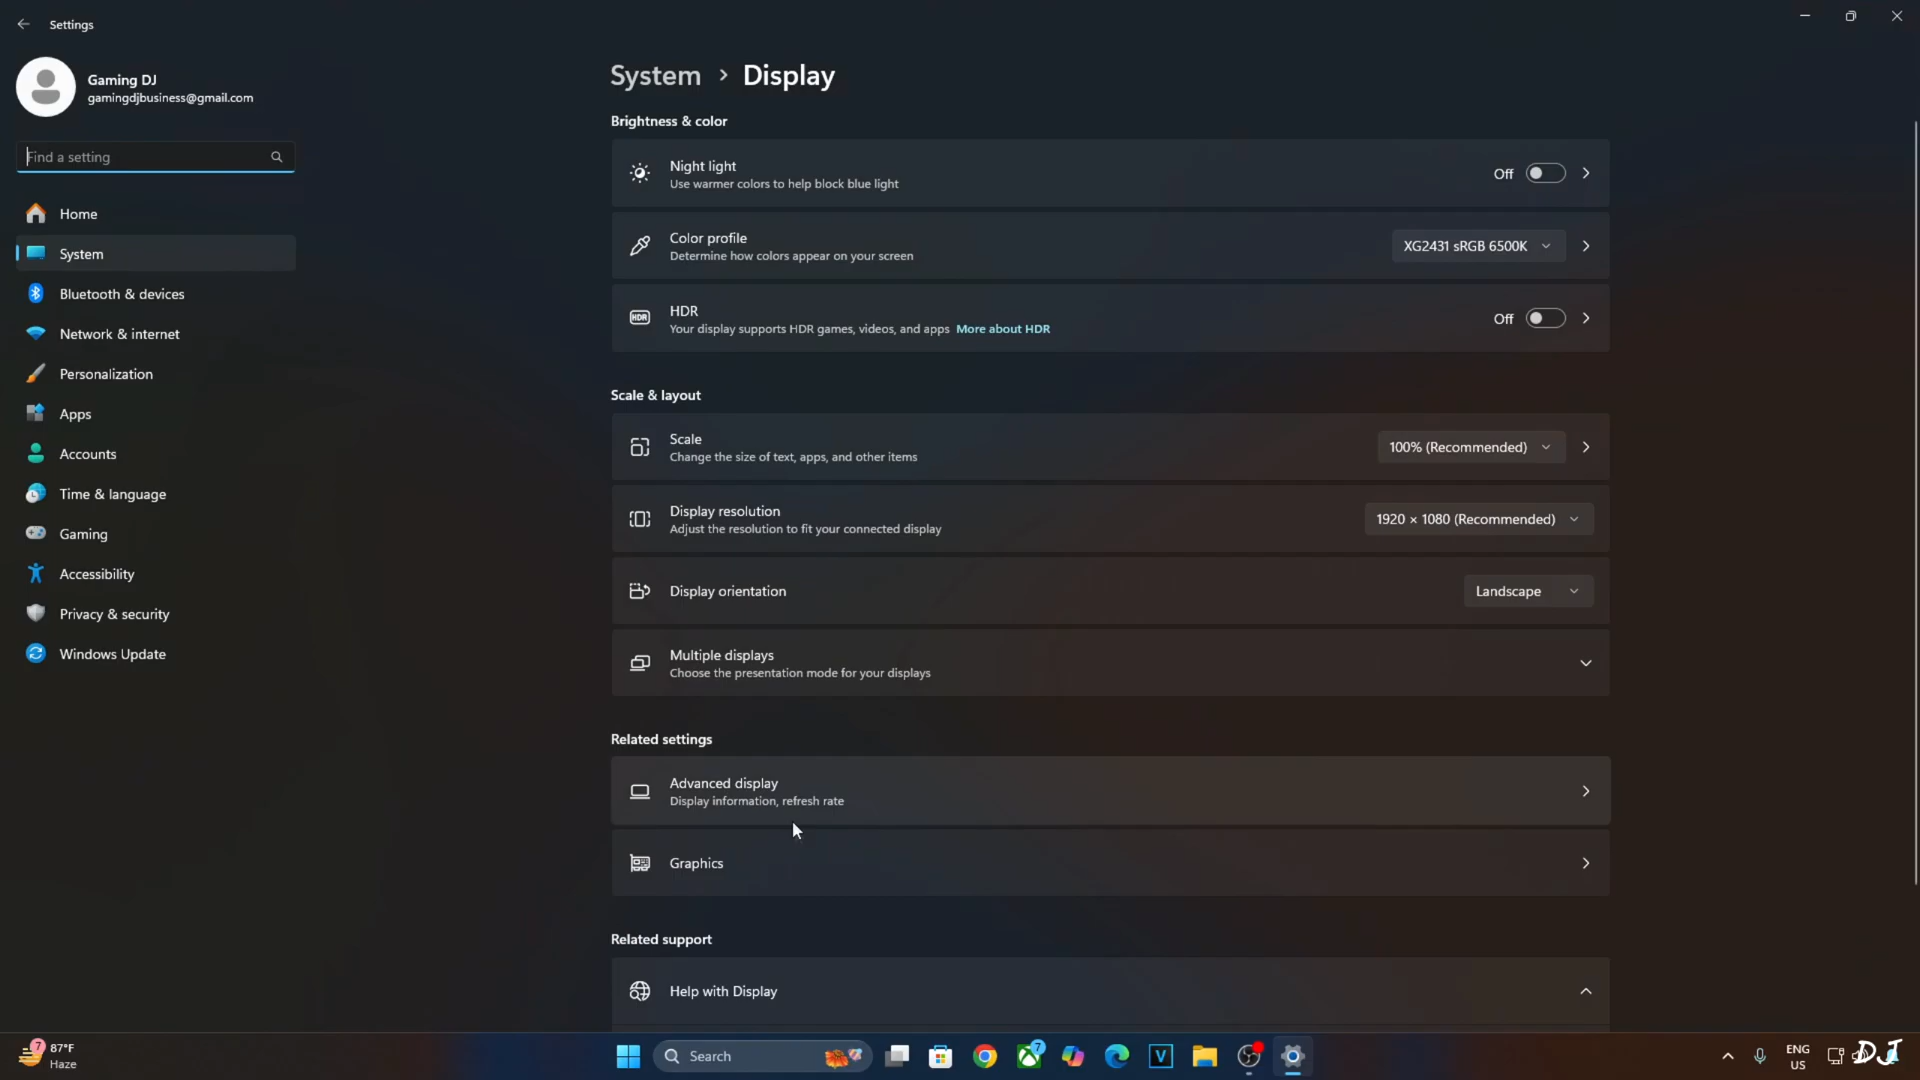 Settings
Gaming DJ
gamingdjbusiness@gmail.com
Find a setting
Home
System
Bluetooth & devices
Network & internet
Personalization
Apps
Accounts
Time & language
Gaming
Accessibility
Privacy & security
Windows Update
System > Display
Brightness & color
Night light
Use warmer colors to help block blue light
Off
Color profile
Determine how colors appear on your screen
XG2431 sRGB 6500K
HDR
HDR
Your display supports HDR games, videos, and apps More about HDR
Off
Scale & layout
Scale
Change the size of text, apps, and other items
100% (Recommended)
Display resolution
Adjust the resolution to fit your connected display
1920 × 1080 (Recommended)
Display orientation
Landscape
Multiple displays
Choose the presentation mode for your displays
Related settings
Advanced display
Display information, refresh rate
Graphics
Related support
Help with Display
7
87°F
Haze
Search
7
V
ENG
US
DJ